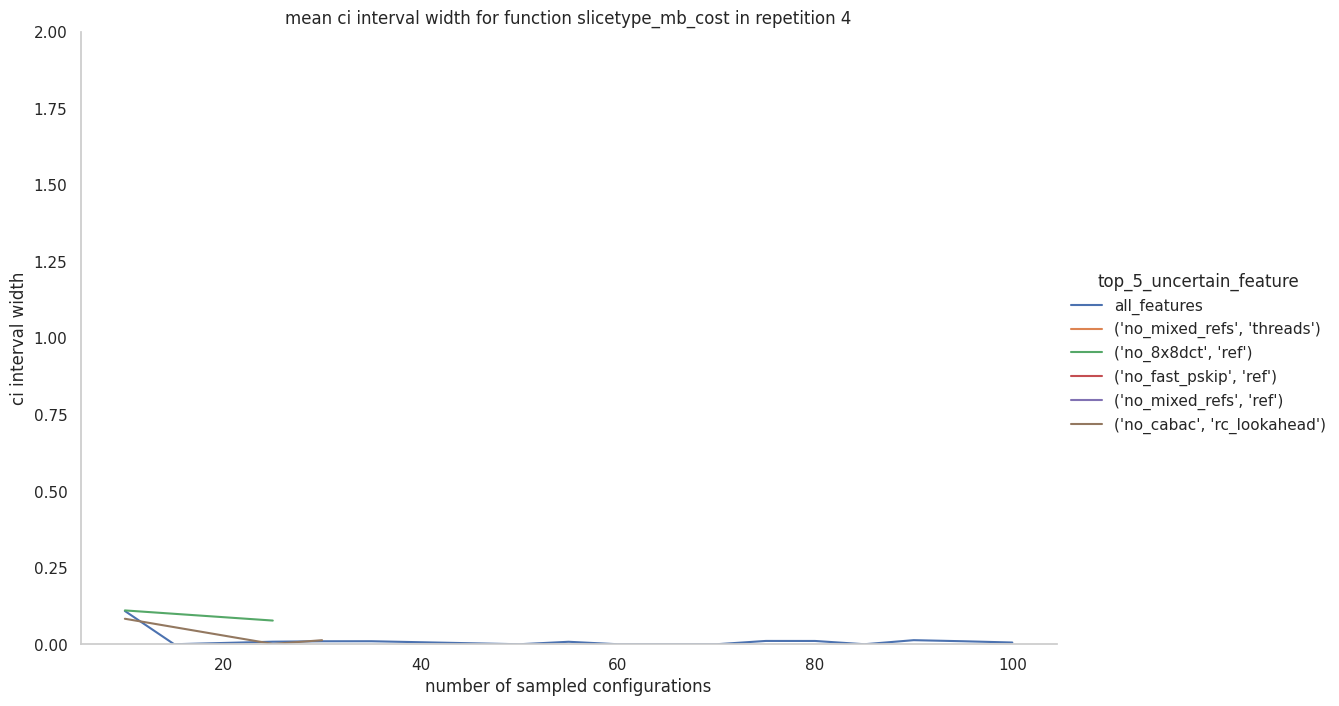 mean ci interval width for function slicetype_mb_cost in repetition 4
2.00
1.75
1.50
1.25
1.00
0.75
0.50
0.25
0.00
ci interval width
20
40
60
80
100
number of sampled configurations
top_5_uncertain_feature
all_features
('no_mixed_refs', 'threads')
('no_8x8dct', 'ref')
('no_fast_pskip', 'ref')
('no_mixed_refs', 'ref')
('no_cabac', 'rc_lookahead')